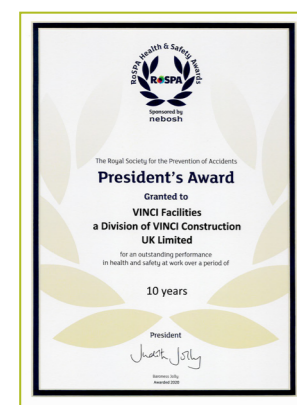 RoSPA Health & Safety Awards
RoSPA
Sponsored by
nebosh
The Royal Society for the Prevention of Accidents
President's Award
Granted to
VINCI Facilities
a Division of VINCI Construction
UK Limited
for an outstanding performance
in health and safety at work over a period of
10 years
President
Judith Jolly
Baroness Jolly
Awarded 2020